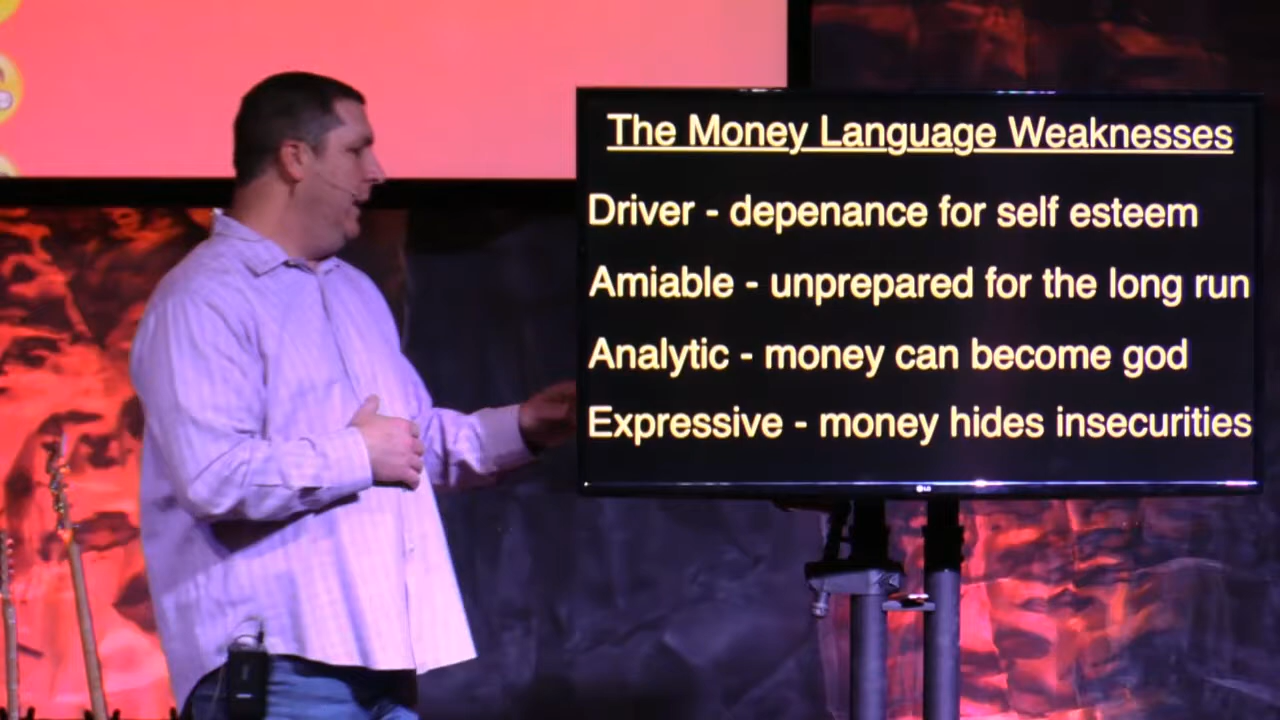 The Money Language Weaknesses
Driver - depenance for self esteem
Amiable - unprepared for the long run
Analytic - money can become god
Expressive - money hides insecurities
LG